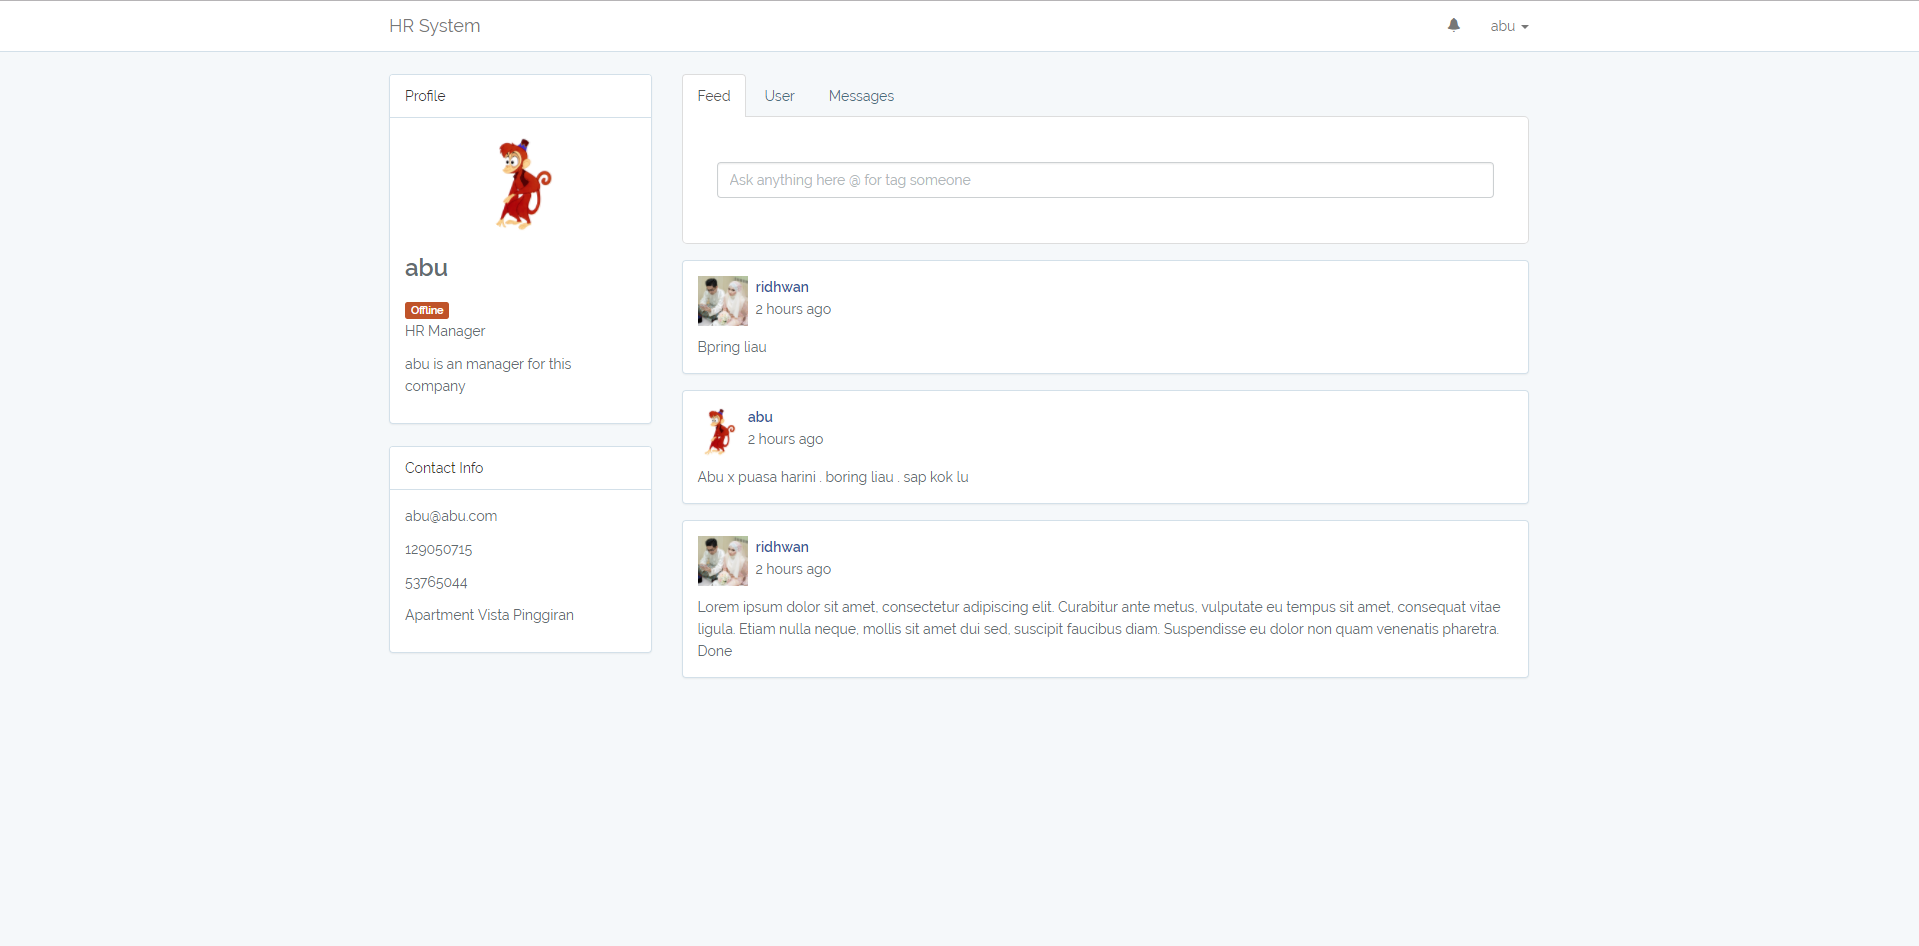 HR System
abu
Profile
abu
Offline
HR Manager
abu is an manager for this
company
Contact Info
abu@abu.com
129050715
53765044
Apartment Vista Pinggiran
Feed
User
Messages
Ask anything here @ for tag someone
ridhwan
2 hours ago
Bpring liau
abu
2 hours ago
Abu x puasa harini . boring liau . sap kok lu
ridhwan
2 hours ago
Lorem ipsum dolor sit amet, consectetur adipiscing elit. Curabitur ante metus, vulputate eu tempus sit amet, consequat vitae
ligula. Etiam nulla neque, mollis sit amet dui sed, suscipit faucibus diam. Suspendisse eu dolor non quam venenatis pharetra.
Done